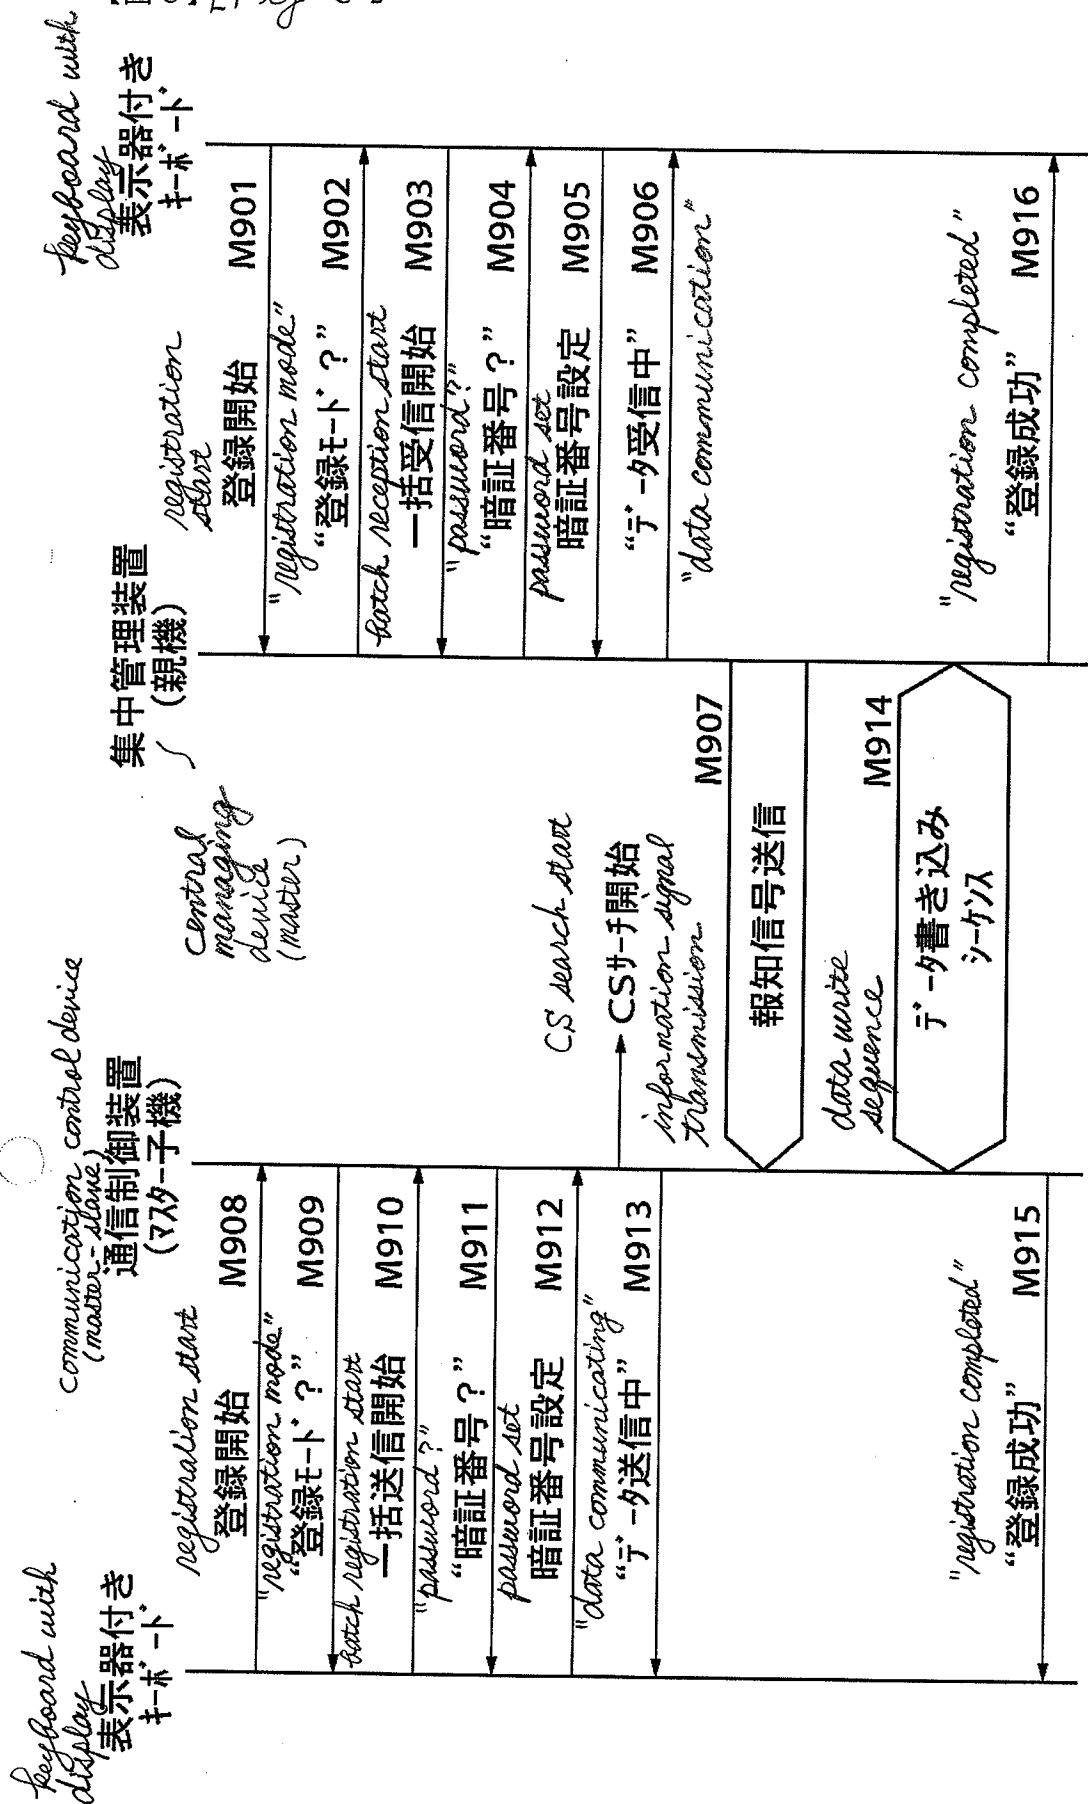 keyboard with
display
表示器付き
キーボード
communication control device
(master-slave)
通信制御装置
(マスター子機)
central
managing
device
(master)
集中管理装置
(親機)
keyboard with
display
表示器付き
キーボード
registration start
登録開始 M908
"registration mode"
“登録モード?” M909
batch registration start
一括送信開始 M910
"password?"
“暗証番号?” M911
password set
暗証番号設定 M912
"data communicating"
“データ送信中” M913
"registration completed"
“登録成功” M915
CS search start
CSサーチ開始
information signal
transmission
M907
報知信号送信
data write
sequence
M914
データ書き込み
シーケンス
registration
start
登録開始 M901
"registration mode"
“登録モード?” M902
batch reception start
一括受信開始 M903
"password?"
“暗証番号?” M904
password set
暗証番号設定 M905
“データ受信中” M906
"data communication"
"registration completed"
“登録成功” M916